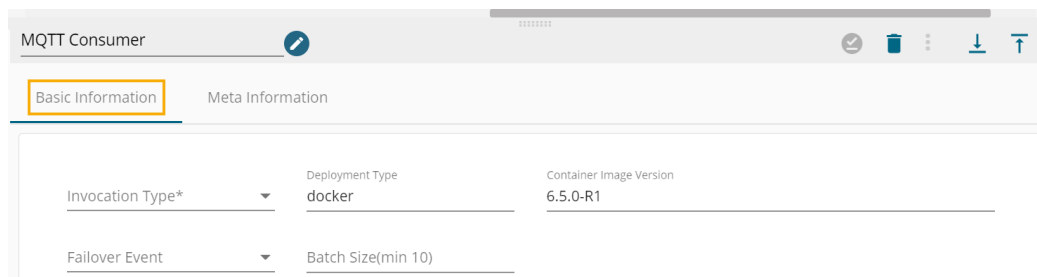 MQTT Consumer
Basic Information Meta Information
Deployment Type Container Image Version
Invocation Type* docker 6.5.0-R1
Failover Event Batch Size(min 10)